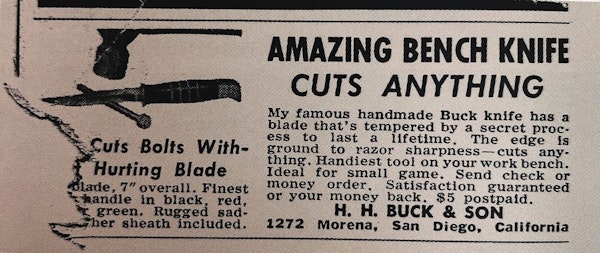 AMAZING BENCH KNIFE
CUTS ANYTHING
My famous handmade Buck knife has a
blade that's tempered by a secret proc-
ess to last a lifetime. The edge is
ground to razor sharpness—cuts any-
thing. Handiest tool on your work bench.
Ideal for small game. Send check or
money order. Satisfaction guaranteed
or your money back. $5 postpaid.
H. H. BUCK & SON
1272 Morena, San Diego, California
Cuts Bolts With-
Hurting Blade
blade, 7" overall. Finest
handle in black, red,
green. Rugged sad-
her sheath included.